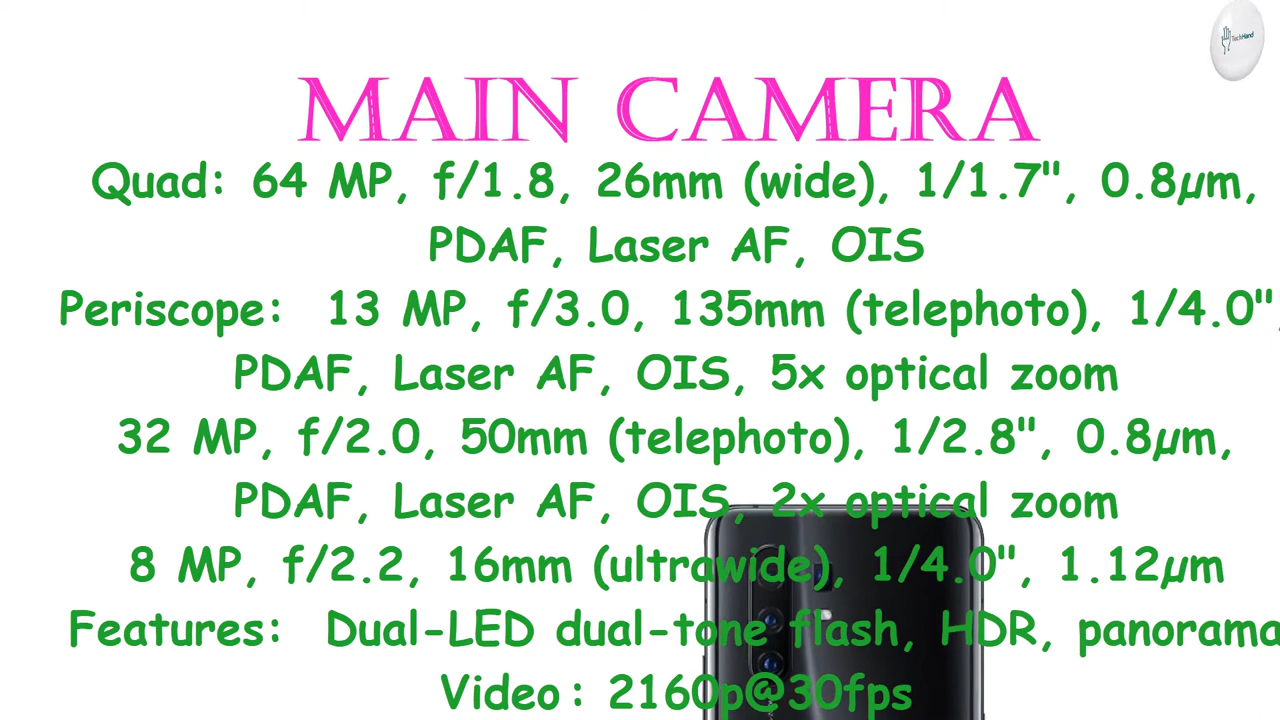 TechHand
MAIN CAMERA
Quad: 64 MP, f/1.8, 26mm (wide), 1/1.7", 0.8µm,
PDAF, Laser AF, OIS
Periscope: 13 MP, f/3.0, 135mm (telephoto), 1/4.0",
PDAF, Laser AF, OIS, 5x optical zoom
32 MP, f/2.0, 50mm (telephoto), 1/2.8", 0.8µm,
PDAF, Laser AF, OIS, 2x optical zoom
8 MP, f/2.2, 16mm (ultrawide), 1/4.0", 1.12µm
Features: Dual-LED dual-tone flash, HDR, panorama
Video : 2160p@30fps